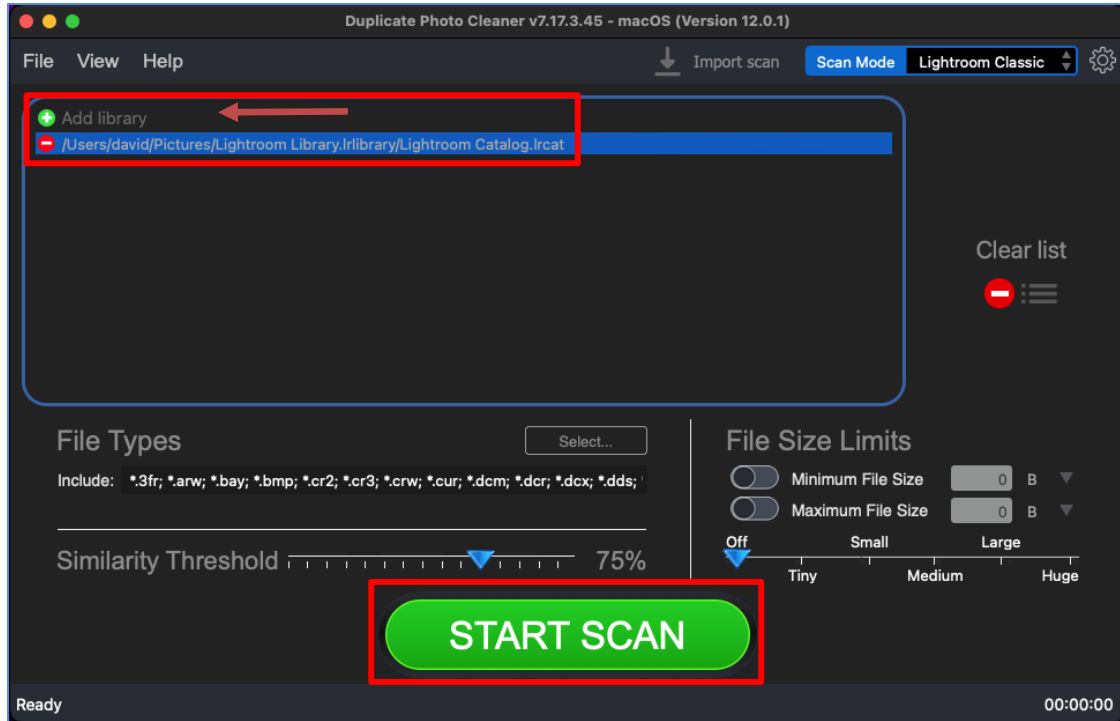 Duplicate Photo Cleaner v7.17.3.45 - macOS (Version 12.0.1)
File View Help Import scan Scan Mode Lightroom Classic
Add library
/Users/david/Pictures/Lightroom Library.lrlibrary/Lightroom Catalog.lrcat
Clear list
File Types Select...
Include: *.3fr; *.arw; *.bay; *.bmp; *.cr2; *.cr3; *.crw; *.cur; *.dcm; *.dcr; *.dcx; *.dds;
Similarity Threshold 75%
File Size Limits
Minimum File Size 0 B
Maximum File Size 0 B
Off Small Large
Tiny Medium Huge
START SCAN
Ready 00:00:00